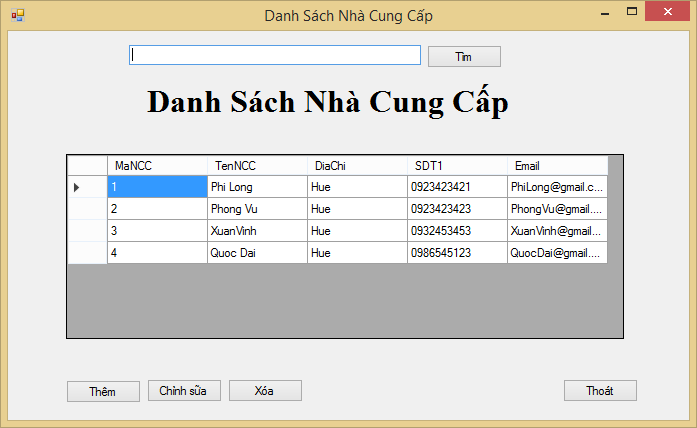 Danh Sách Nhà Cung Cấp
Tìm
Danh Sách Nhà Cung Cấp
MaNCC TenNCC DiaChi SDT1 Email
1 Phi Long Hue 0923423421 PhiLong@gmail.c...
2 Phong Vu Hue 0923423423 PhongVu@gmail....
3 XuanVinh Hue 0932453453 XuanVinh@gmail...
4 Quoc Dai Hue 0986545123 QuocDai@gmail....
Thêm Chỉnh sữa Xóa Thoát